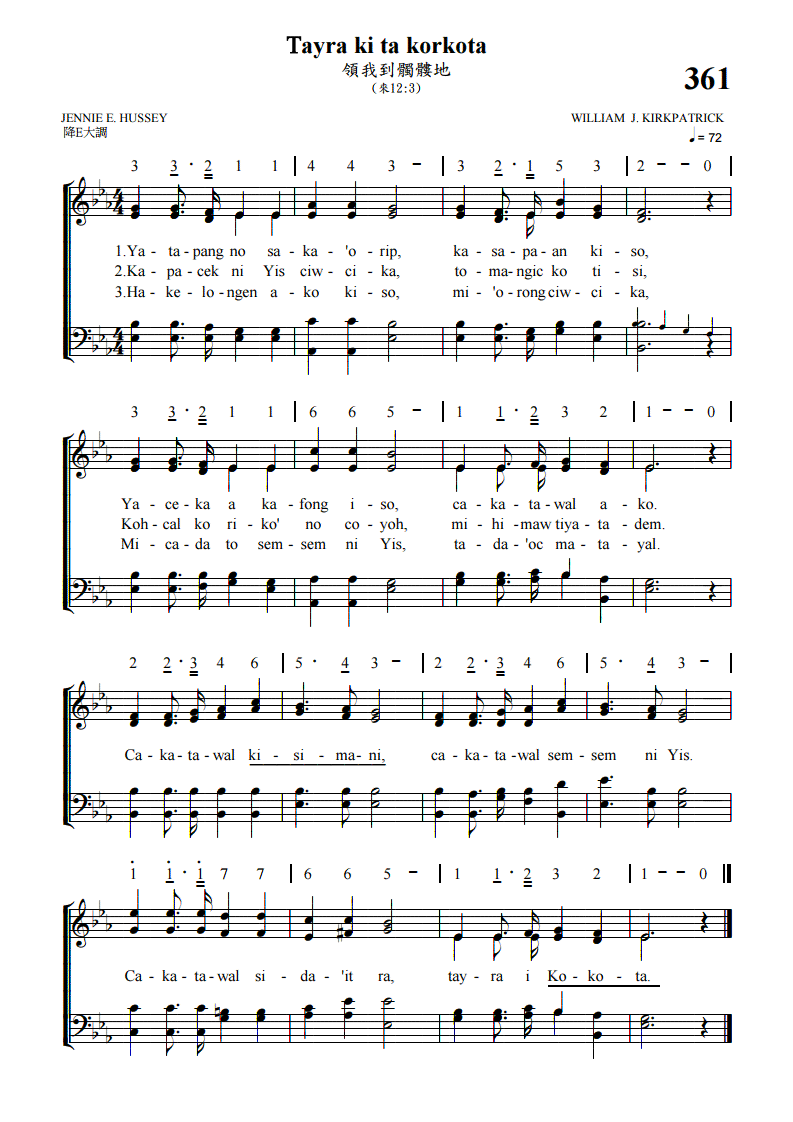 Tayra ki ta korkota
領我到髑髏地
(來12:3)
361
JENNIE E. HUSSEY
WILLIAM J. KIRKPATRICK
降E大調
♩= 72
3 3 · 2 1 1 | 4 4 3 - | 3 2 · 1 5 3 | 2 - - 0 |
1.Ya - ta - pang no sa - ka - 'o - rip, ka - sa - pa - an ki - so,
2.Ka - pa - cek ni Yis ciw - ci - ka, to - ma - ngic ko ti - si,
3.Ha - ke - lo - ngen a - ko ki - so, mi - 'o - rong ciw - ci - ka,
3 3 · 2 1 1 | 6 6 5 - | 1 1 · 2 3 2 | 1 - - 0 |
Ya - ce - ka a ka - fong i - so, ca - ka - ta - wal a - ko.
Koh - cal ko ri - ko' no co - yoh, mi - hi - maw tiya - ta - dem.
Mi - ca - da to sem - sem ni Yis, ta - da - 'oc ma - ta - yal.
2 2 · 3 4 6 | 5 · 4 3 - | 2 2 · 3 4 6 | 5 · 4 3 - |
Ca - ka - ta - wal ki - si - ma - ni, ca - ka - ta - wal sem - sem ni Yis.
1 1 · 1 7 7 | 6 6 5 - | 1 1 · 2 3 2 | 1 - - 0 ||
Ca - ka - ta - wal si - da - 'it ra, tay - ra i Ko - ko - ta.